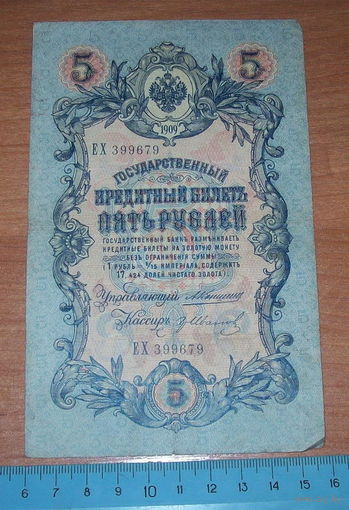 5 5
1909
ЕХ 399679
ГОСУДАРСТВЕННЫЙ
КРЕДИТНЫЙ БИЛЕТЪ
ПЯТЬ РУБЛЕЙ
ГОСУДАРСТВЕННЫЙ БАНКЪ РАЗМѢНИВАЕТЪ
КРЕДИТНЫЕ БИЛЕТЫ НА ЗОЛОТУЮ МОНЕТУ
БЕЗЪ ОГРАНИЧЕНІЯ СУММЫ
(1 РУБЛЬ = 1/15 ИМПЕРІАЛА, СОДЕРЖИТЪ
17,424 ДОЛЕЙ ЧИСТАГО ЗОЛОТА).
Управляющій
Кассиръ
ЕХ 399679
5
6 7 8 9 10 11 12 13 14 15 16 17 18